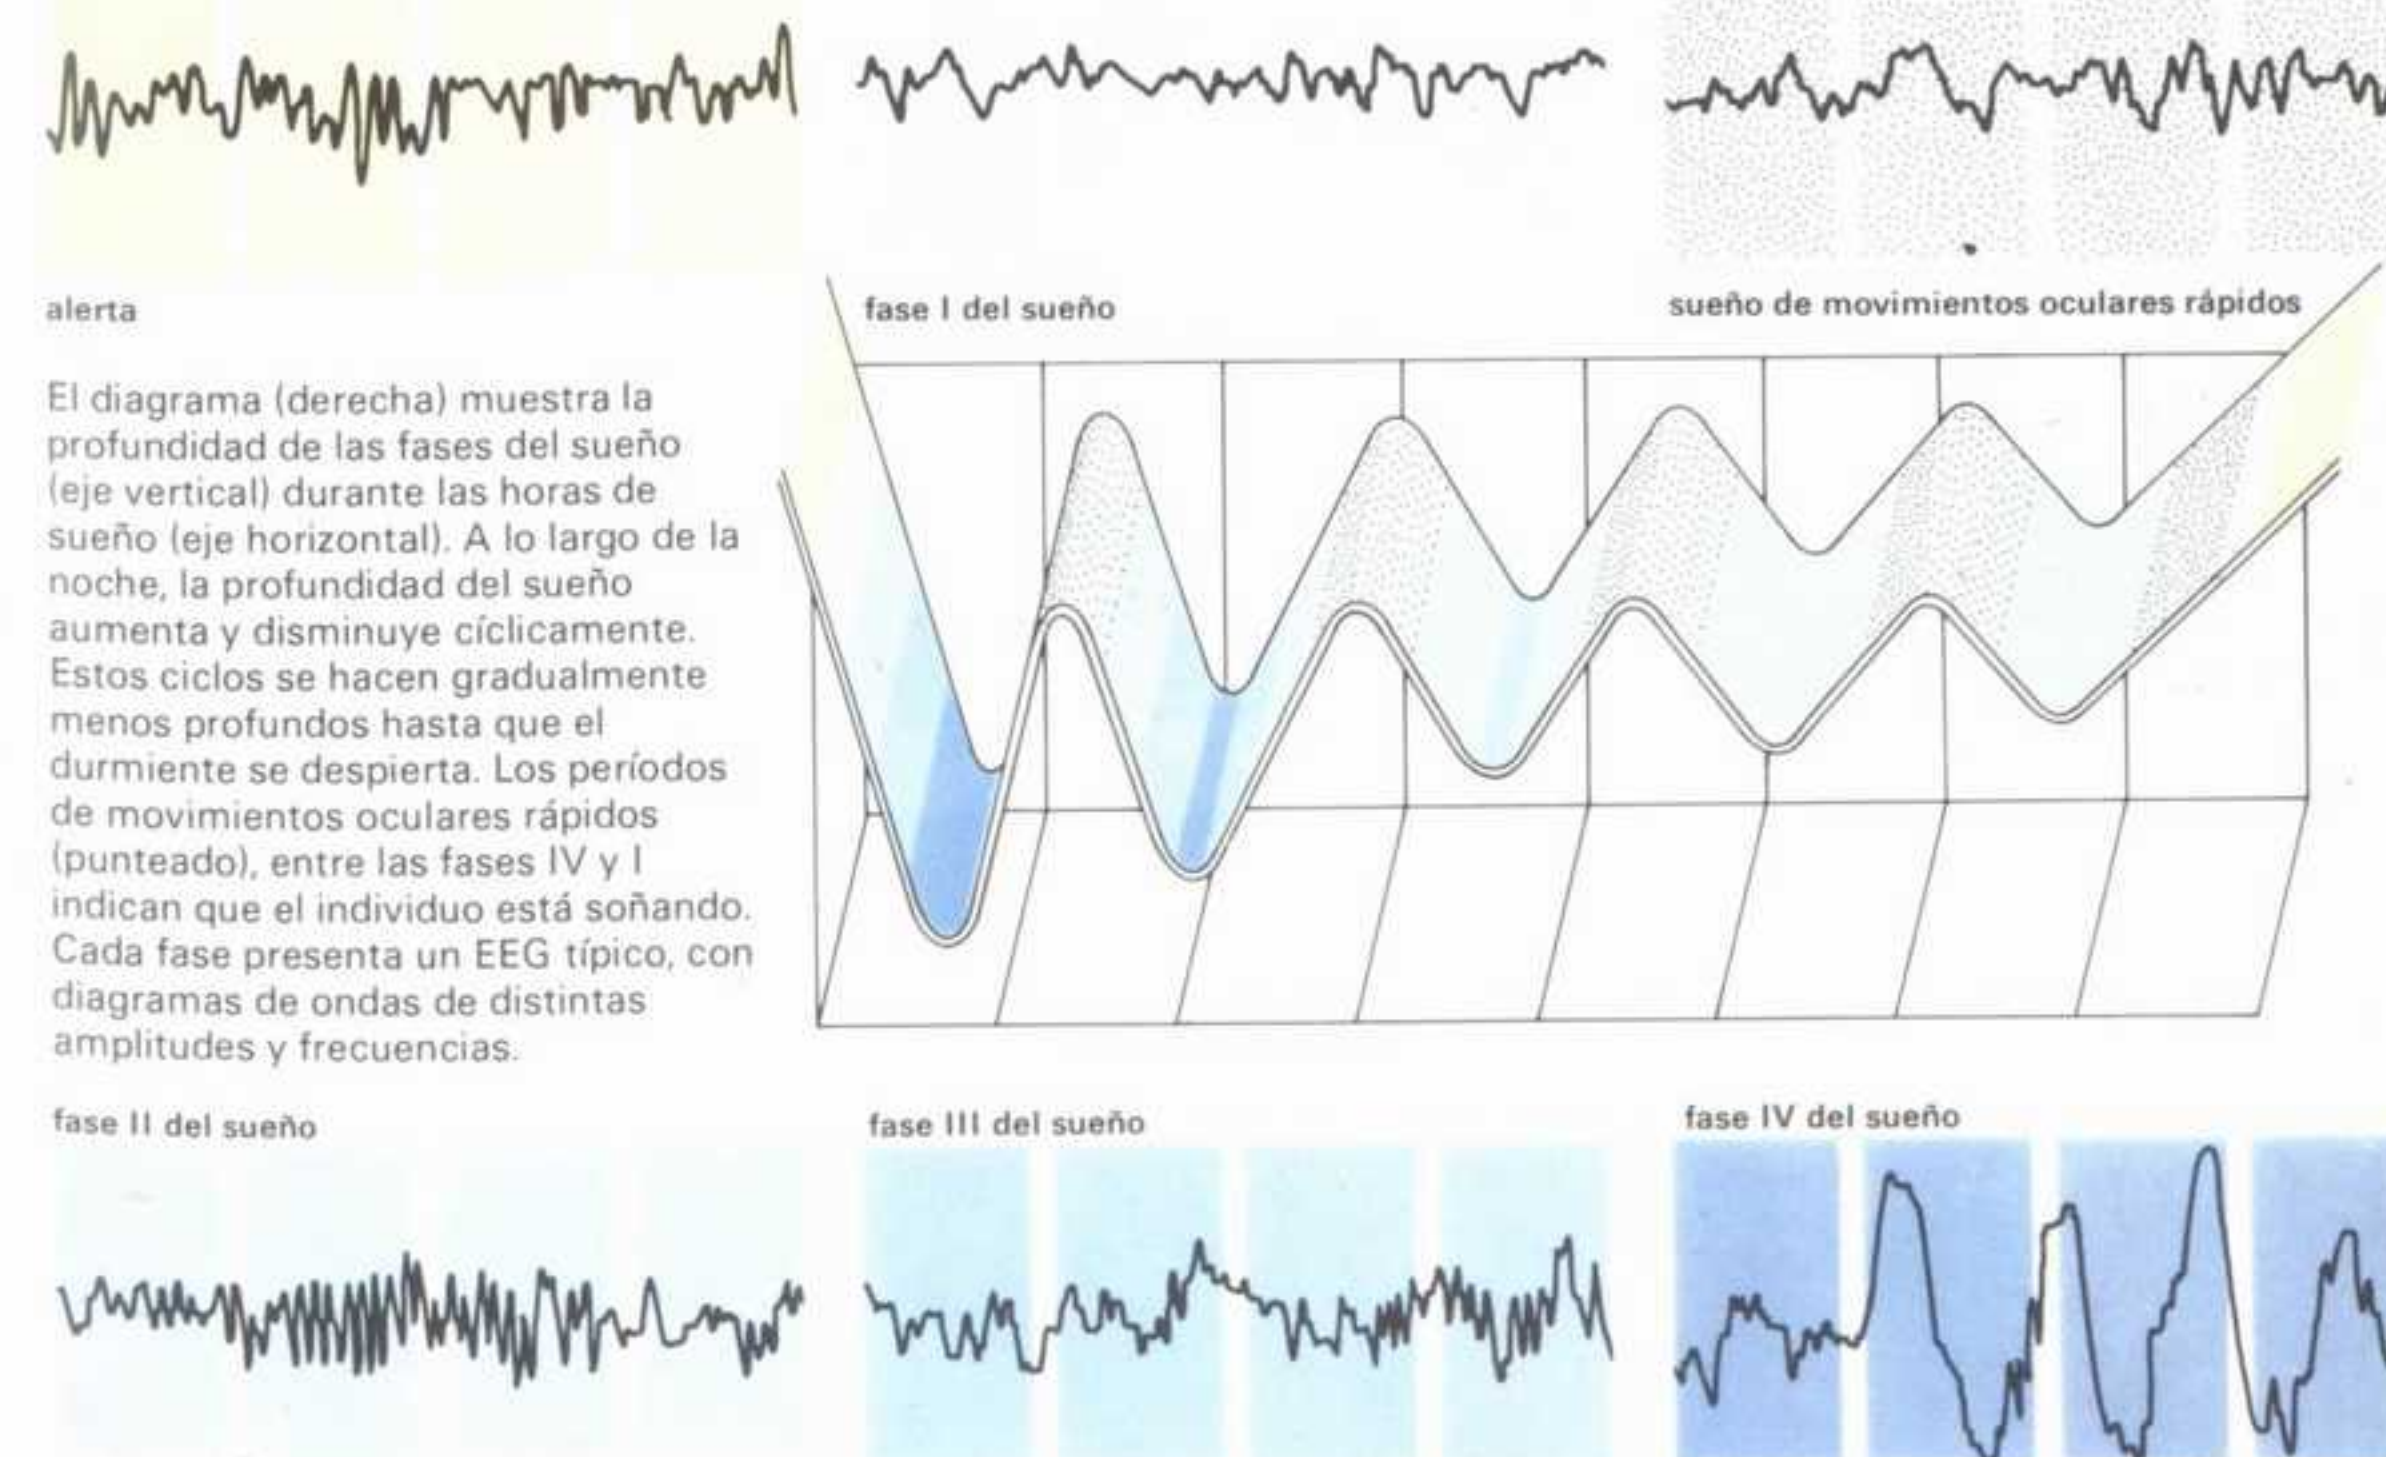 alerta
fase I del sueño
sueño de movimientos oculares rápidos
El diagrama (derecha) muestra la
profundidad de las fases del sueño
(eje vertical) durante las horas de
sueño (eje horizontal). A lo largo de la
noche, la profundidad del sueño
aumenta y disminuye cíclicamente.
Estos ciclos se hacen gradualmente
menos profundos hasta que el
durmiente se despierta. Los períodos
de movimientos oculares rápidos
(punteado), entre las fases IV y I
indican que el individuo está soñando.
Cada fase presenta un EEG típico, con
diagramas de ondas de distintas
amplitudes y frecuencias.
fase II del sueño
fase III del sueño
fase IV del sueño